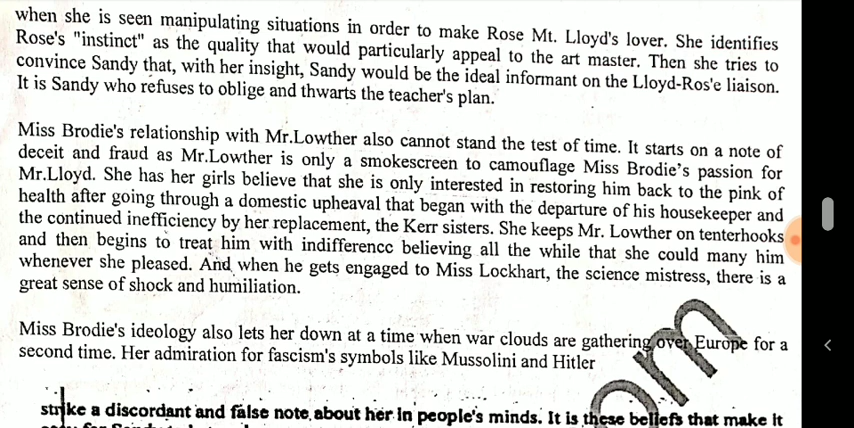 when she is seen manipulating situations in order to make Rose Mt. Lloyd's lover. She identifies
Rose's "instinct" as the quality that would particularly appeal to the art master. Then she tries to
convince Sandy that, with her insight, Sandy would be the ideal informant on the Lloyd-Ros'e liaison.
It is Sandy who refuses to oblige and thwarts the teacher's plan.
Miss Brodie's relationship with Mr.Lowther also cannot stand the test of time. It starts on a note of
deceit and fraud as Mr.Lowther is only a smokescreen to camouflage Miss Brodie's passion for
Mr.Lloyd. She has her girls believe that she is only interested in restoring him back to the pink of
health after going through a domestic upheaval that began with the departure of his housekeeper and
the continued inefficiency by her replacement, the Kerr sisters. She keeps Mr. Lowther on tenterhooks
and then begins to treat him with indifference believing all the while that she could many him
whenever she pleased. And when he gets engaged to Miss Lockhart, the science mistress, there is a
great sense of shock and humiliation.
Miss Brodie's ideology also lets her down at a time when war clouds are gathering over Europe for a
second time. Her admiration for fascism's symbols like Mussolini and Hitler
strike a discordant and false note about her in people's minds. It is these beliefs that make it
om